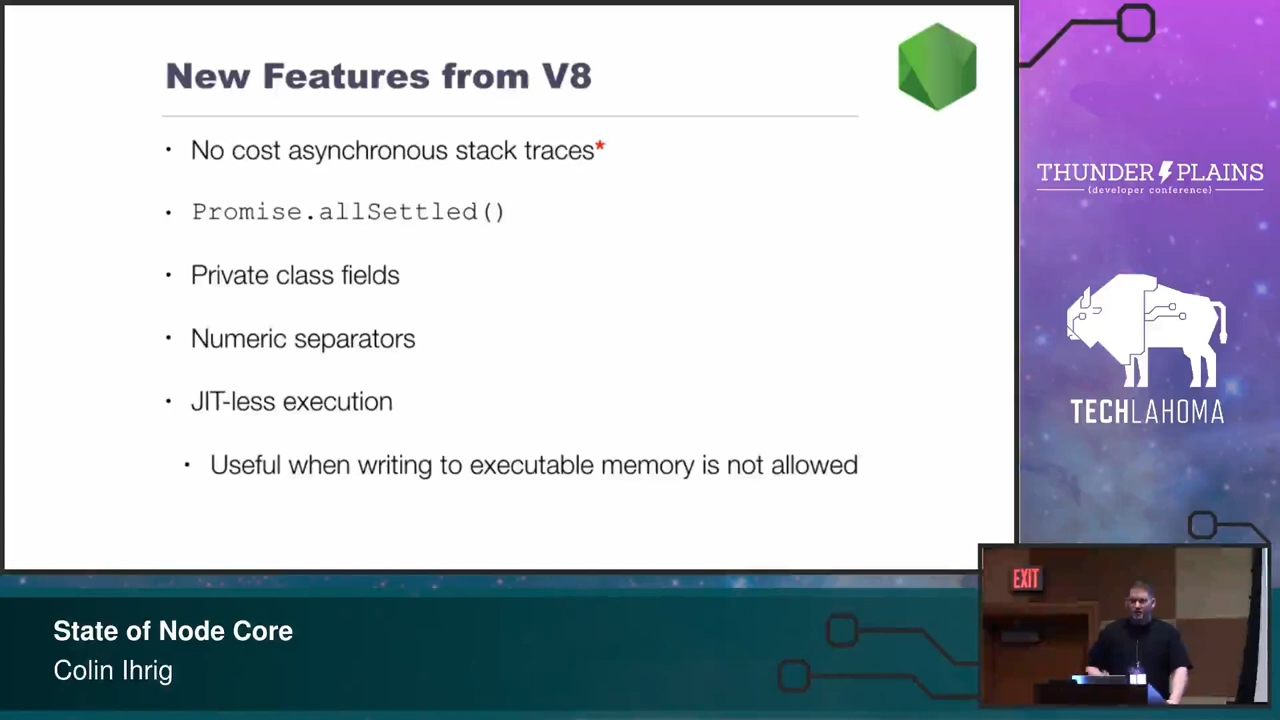 New Features from V8
• No cost asynchronous stack traces*
• Promise.allSettled()
• Private class fields
• Numeric separators
• JIT-less execution
• Useful when writing to executable memory is not allowed
THUNDER PLAINS
{developer conference}
TECHLAHOMA
EXIT
State of Node Core
Colin Ihrig